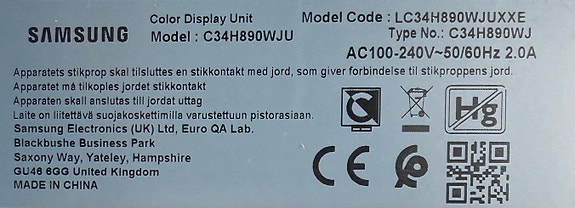 SAMSUNG
Color Display Unit
Model : C34H890WJU
Model Code : LC34H890WJUXXE
Type No.: C34H890WJ
AC100-240V~50/60Hz 2.0A
Apparatets stikprop skal tilsluttes en stikkontakt med jord, som giver forbindelse til stikproppens jord.
Apparatet må tilkoples jordet stikkontakt
Apparaten skall anslutas till jordat uttag
Laite on liitettävä suojakoskettimilla varustettuun pistorasiaan.
Samsung Electronics (UK) Ltd, Euro QA Lab.
Blackbushe Business Park
Saxony Way, Yateley, Hampshire
GU46 6GG United Kingdom
MADE IN CHINA
Hg
CE